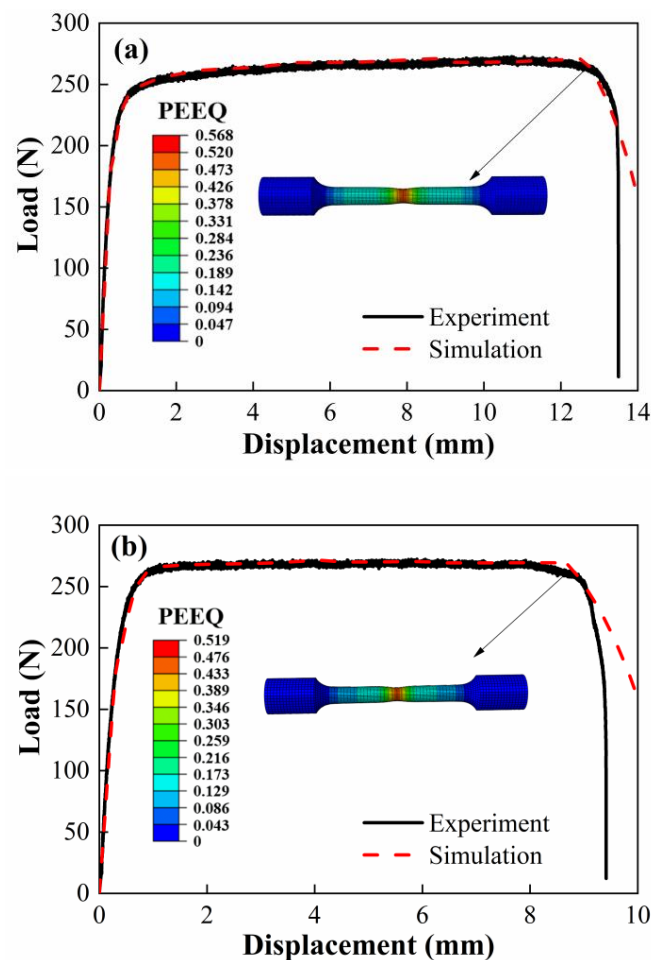 300
(a)
250
PEEQ
0.568
0.520
200
0.473
0.426
0.378
Load (N)
150
0.331
0.284
0.236
0.189
100
0.142
0.094
0.047
Experiment
50
0
Simulation
0
0 2 4 6 8 10 12 14
Displacement (mm)
300
(b)
250
PEEQ
0.519
200
0.476
0.433
0.389
Load (N)
150
0.346
0.303
0.259
0.216
100
0.173
0.129
0.086
Experiment
50
0.043
0
Simulation
0
0 2 4 6 8 10
Displacement (mm)